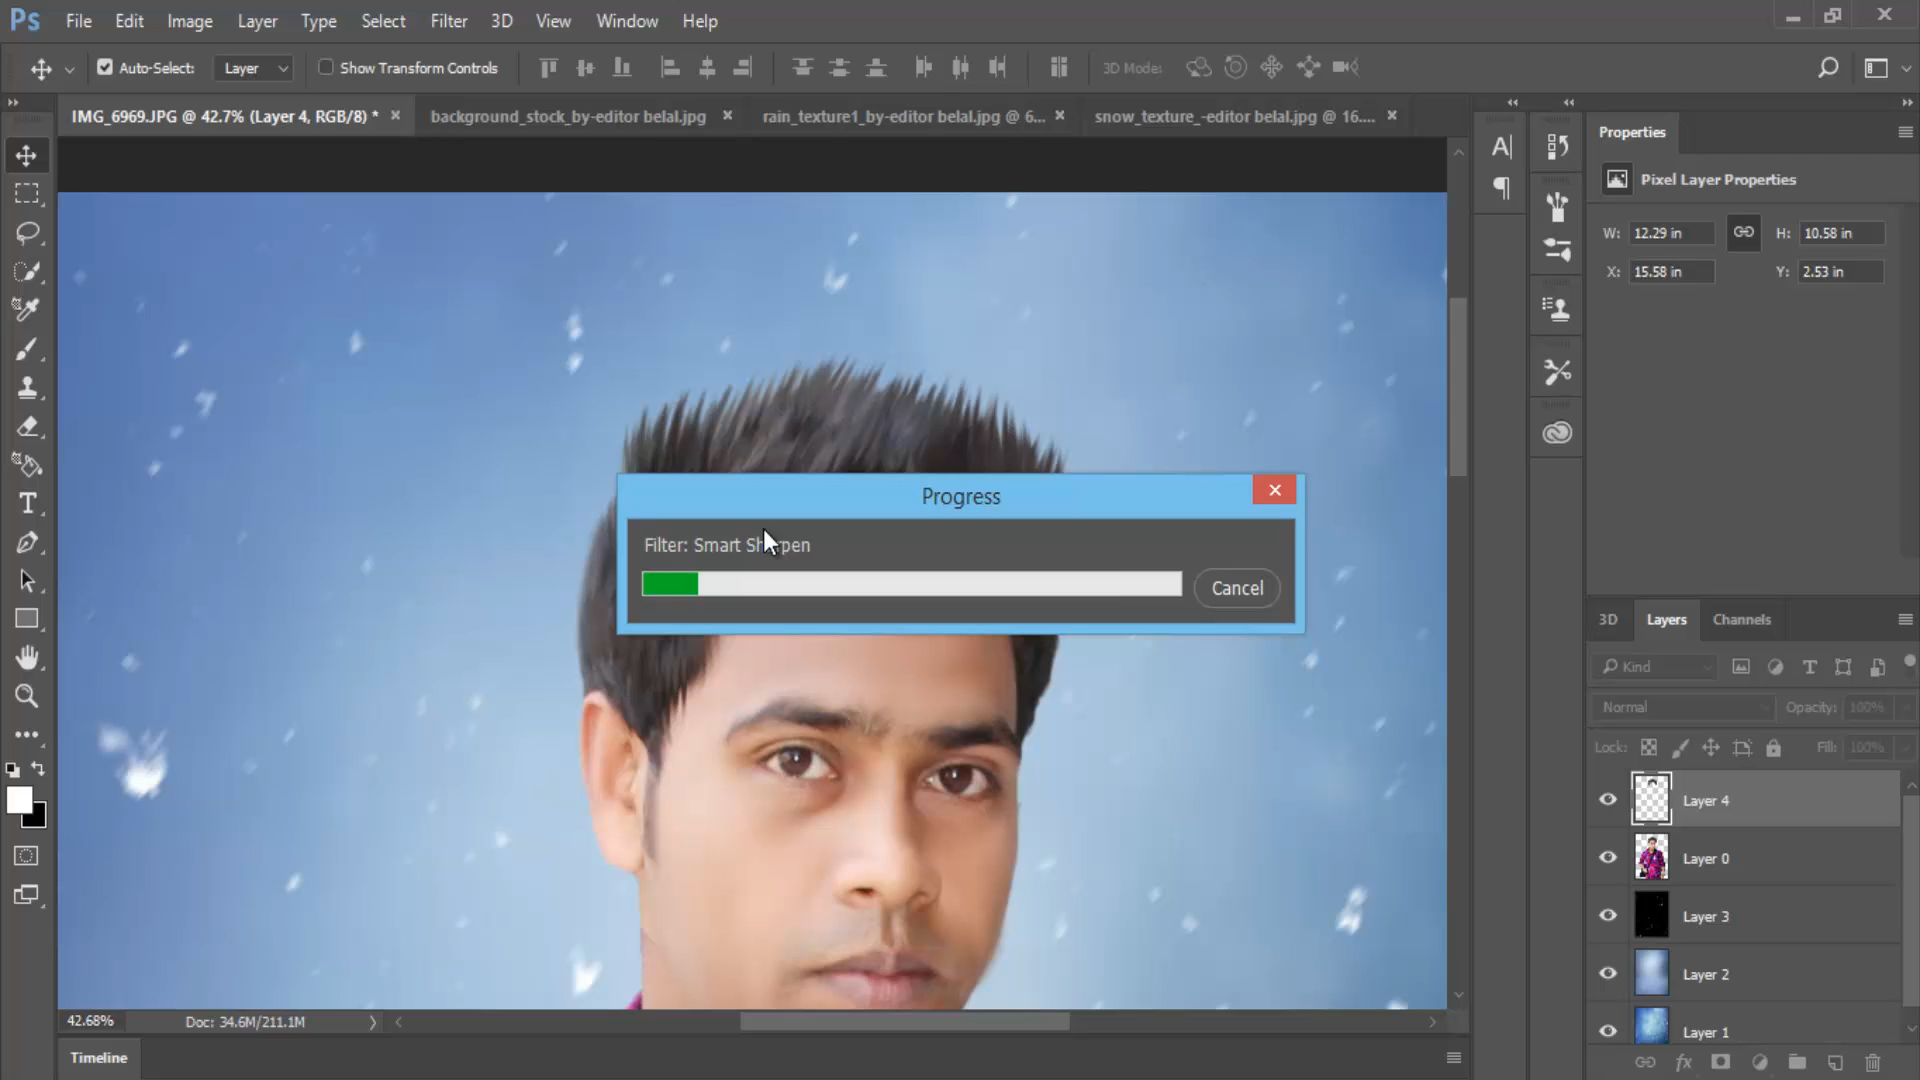 Ps File Edit Image Layer Type Select Filter 3D View Window Help
Auto-Select: Layer Show Transform Controls 3D Mode:
IMG_6969.JPG @ 42.7% (Layer 4, RGB/8) * background_stock_by-editor belal.jpg rain_texture1_by-editor belal.jpg @ 6... snow_texture_-editor belal.jpg @ 16....
Properties
Pixel Layer Properties
W: 12.29 in H: 10.58 in
X: 15.58 in Y: 2.53 in
Progress
Filter: Smart Sharpen
Cancel
3D Layers Channels
Kind
Normal Opacity: 100%
Lock: Fill: 100%
Layer 4
Layer 0
Layer 3
Layer 2
Layer 1
42.68% Doc: 34.6M/211.1M
Timeline